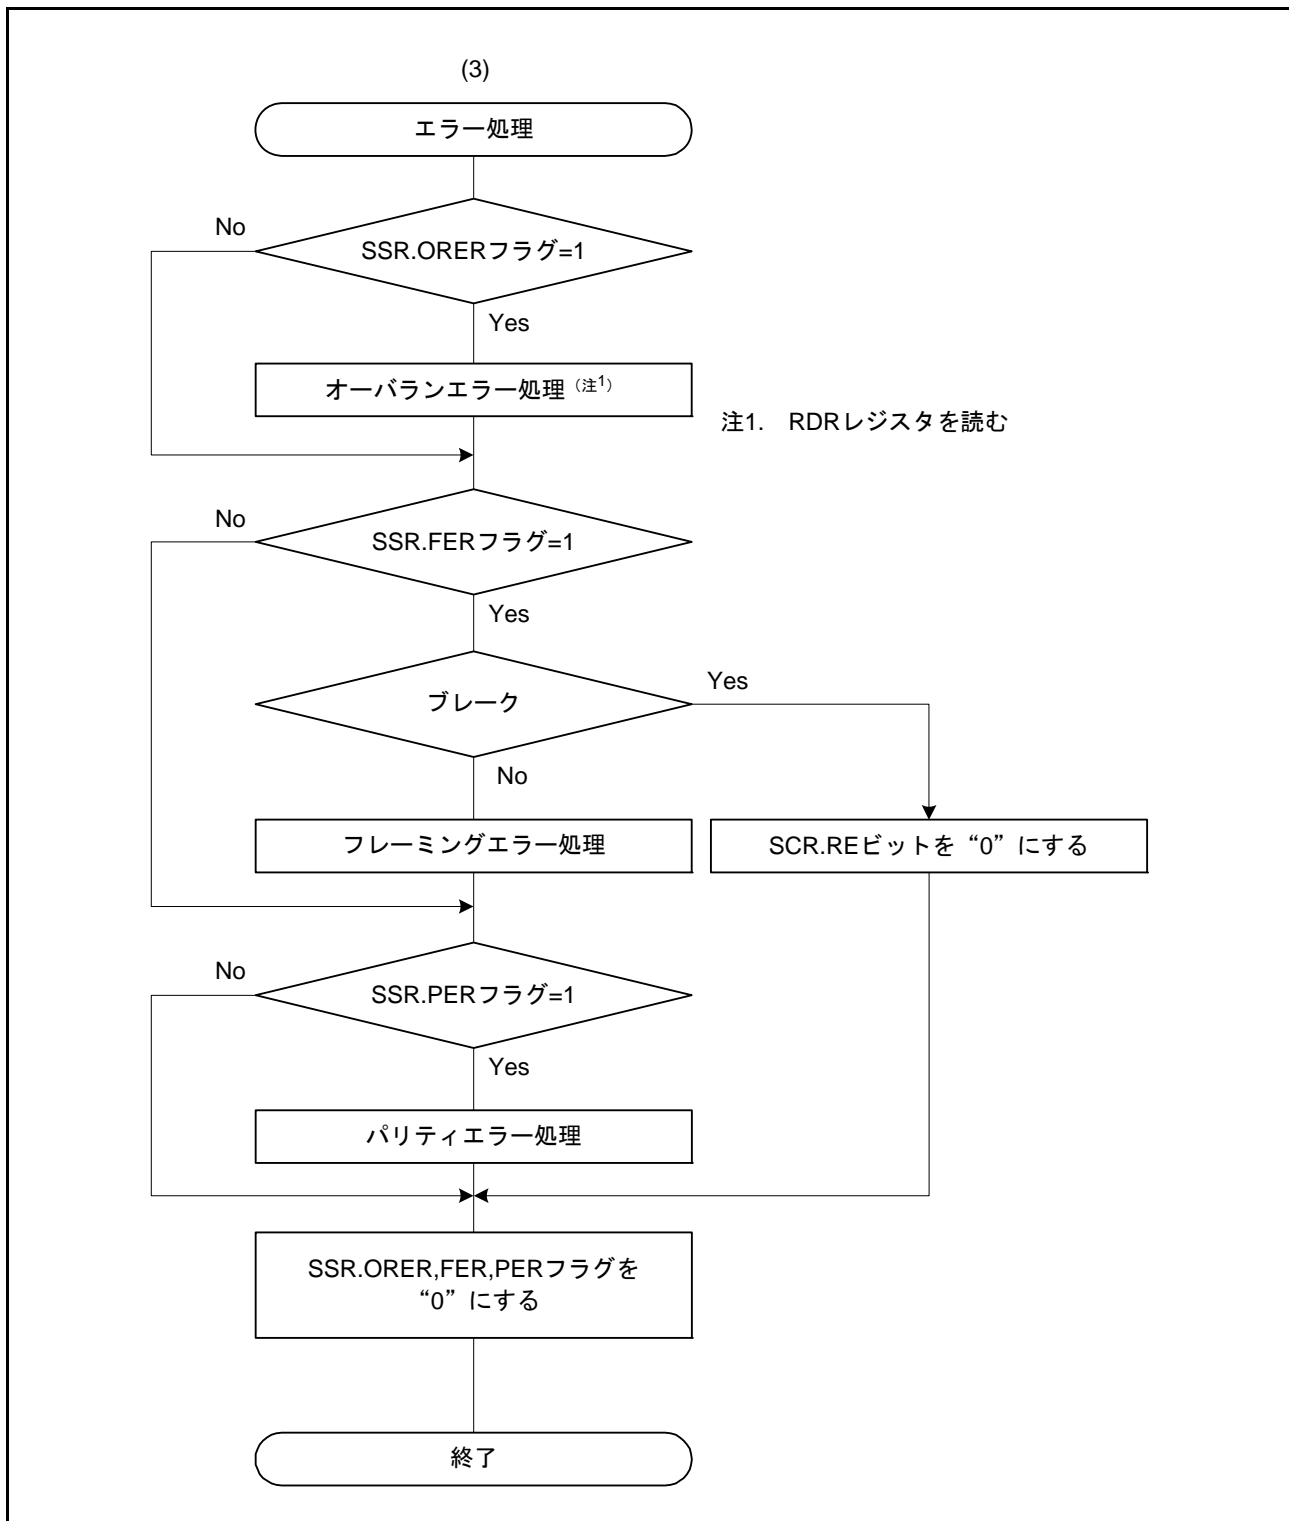 (3)
エラー処理
No
SSR.ORERフラグ=1
Yes
オーバランエラー処理（注1）
注1. RDRレジスタを読む
No
SSR.FERフラグ=1
Yes
ブレーク
Yes
No
フレーミングエラー処理
SCR.REビットを“0”にする
No
SSR.PERフラグ=1
Yes
パリティエラー処理
SSR.ORER,FER,PERフラグを
“0”にする
終了